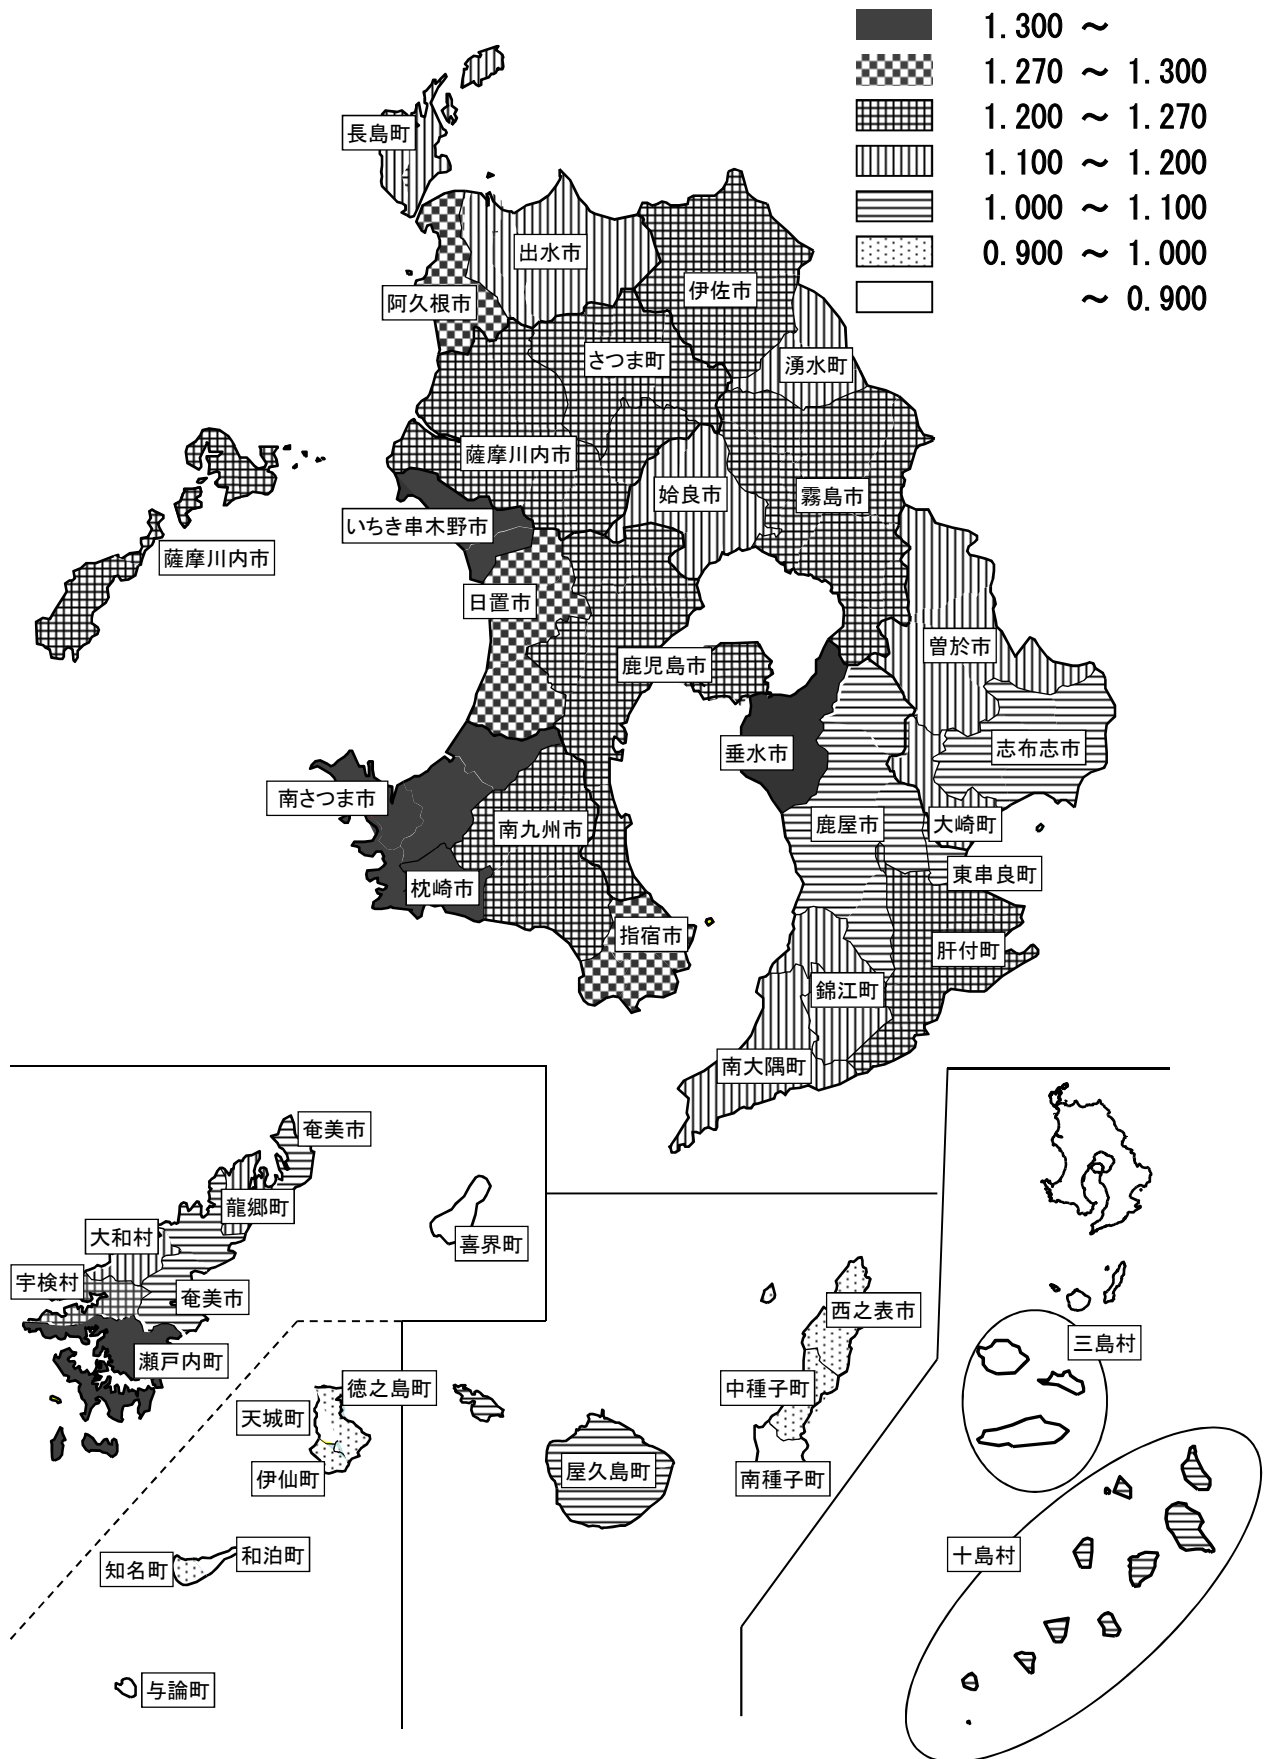 1.300 ～
1.270 ～ 1.300
1.200 ～ 1.270
1.100 ～ 1.200
1.000 ～ 1.100
0.900 ～ 1.000
～ 0.900
長島町
出水市
阿久根市
伊佐市
さつま町
湧水町
薩摩川内市
姶良市
霧島市
いちき串木野市
薩摩川内市
日置市
曽於市
鹿児島市
垂水市
志布志市
南さつま市
南九州市
鹿屋市
大崎町
東串良町
枕崎市
指宿市
肝付町
錦江町
南大隅町
奄美市
龍郷町
大和村
喜界町
宇検村
奄美市
瀬戸内町
西之表市
三島村
徳之島町
中種子町
天城町
伊仙町
屋久島町
南種子町
和泊町
知名町
十島村
与論町